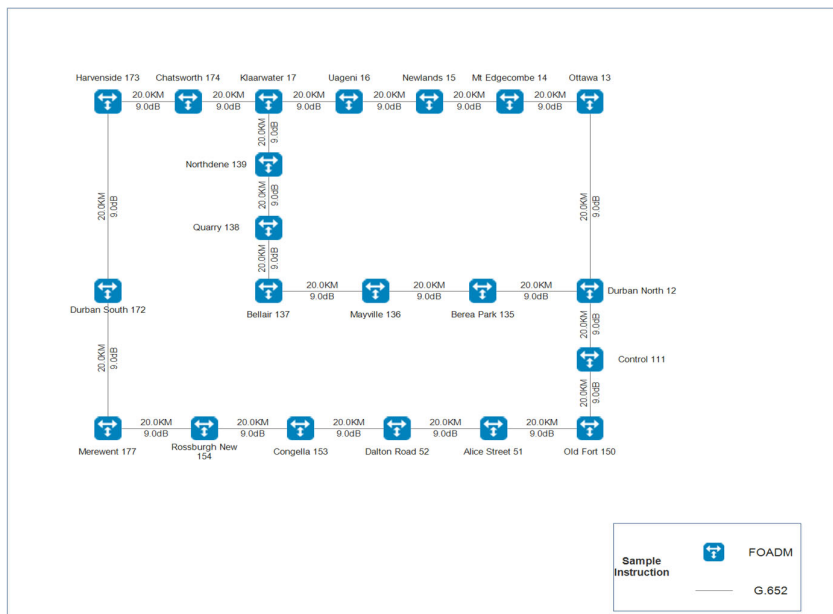 Harvenside 173
Chatsworth 174
Klaarwater 17
Uageni 16
Newlands 15
Mt Edgecombe 14
Ottawa 13
20.0KM
9.0dB
20.0KM
9.0dB
20.0KM
9.0dB
20.0KM
9.0dB
20.0KM
9.0dB
20.0KM
9.0dB
20.0KM
9.0dB
Northdene 139
20.0KM
9.0dB
Quarry 138
20.0KM
9.0dB
20.0KM
9.0dB
20.0KM
9.0dB
Durban South 172
Bellair 137
20.0KM
9.0dB
Mayville 136
20.0KM
9.0dB
Berea Park 135
20.0KM
9.0dB
Durban North 12
20.0KM
9.0dB
Control 111
20.0KM
9.0dB
20.0KM
9.0dB
Merewent 177
20.0KM
9.0dB
Rossburgh New
154
20.0KM
9.0dB
Congella 153
20.0KM
9.0dB
Dalton Road 52
20.0KM
9.0dB
Alice Street 51
20.0KM
9.0dB
Old Fort 150
Sample
Instruction
FOADM
G.652